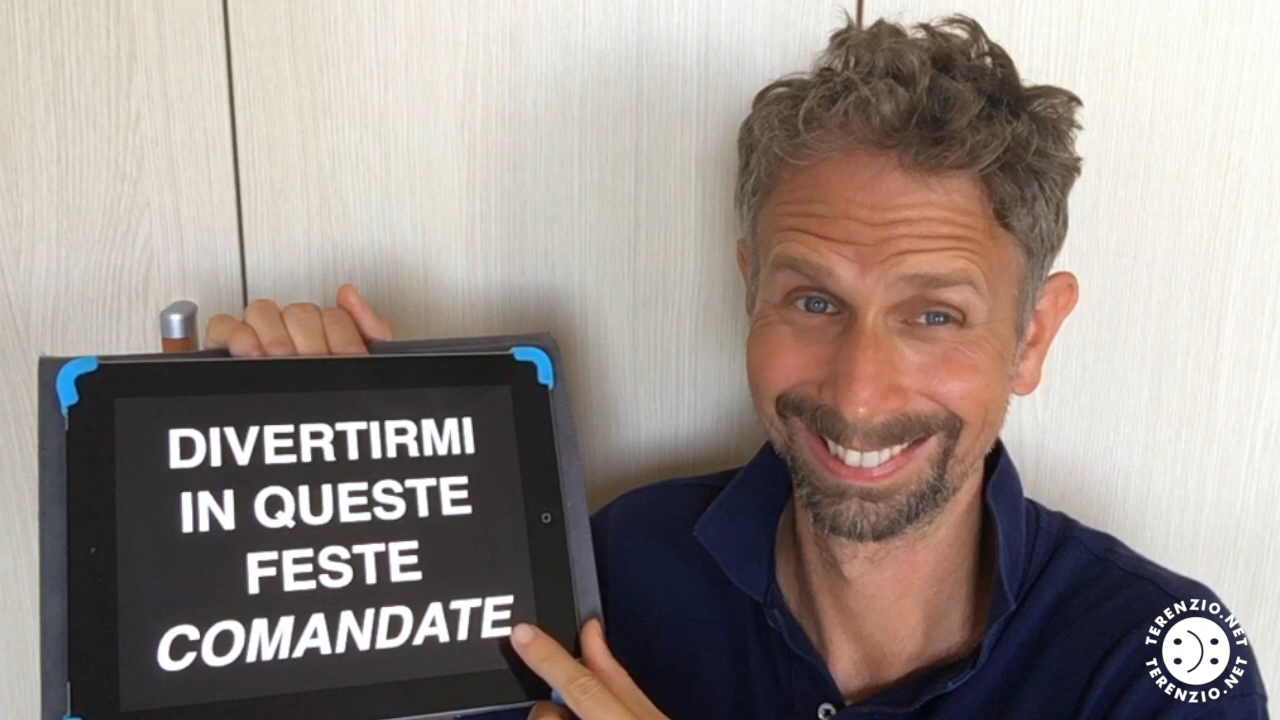 DIVERTIRMI
IN QUESTE
FESTE
COMANDATE
TERENZIO.NET
TERENZIO.NET